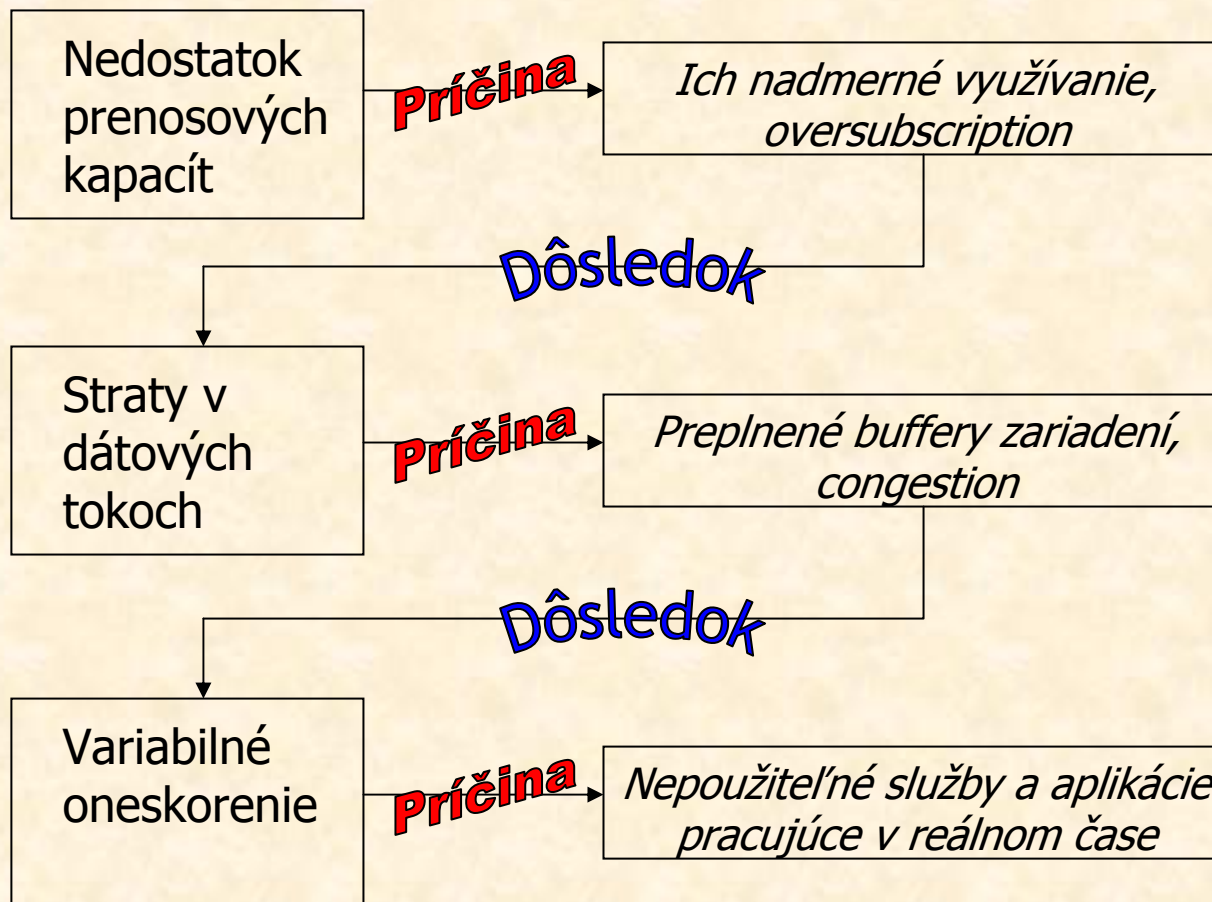 Nedostatok
prenosových
kapacít
Príčina
Ich nadmerné využívanie,
oversubscription
Dôsledok
Straty v
dátových
tokoch
Príčina
Preplnené buffery zariadení,
congestion
Dôsledok
Variabilné
oneskorenie
Príčina
Nepoužiteľné služby a aplikácie
pracujúce v reálnom čase